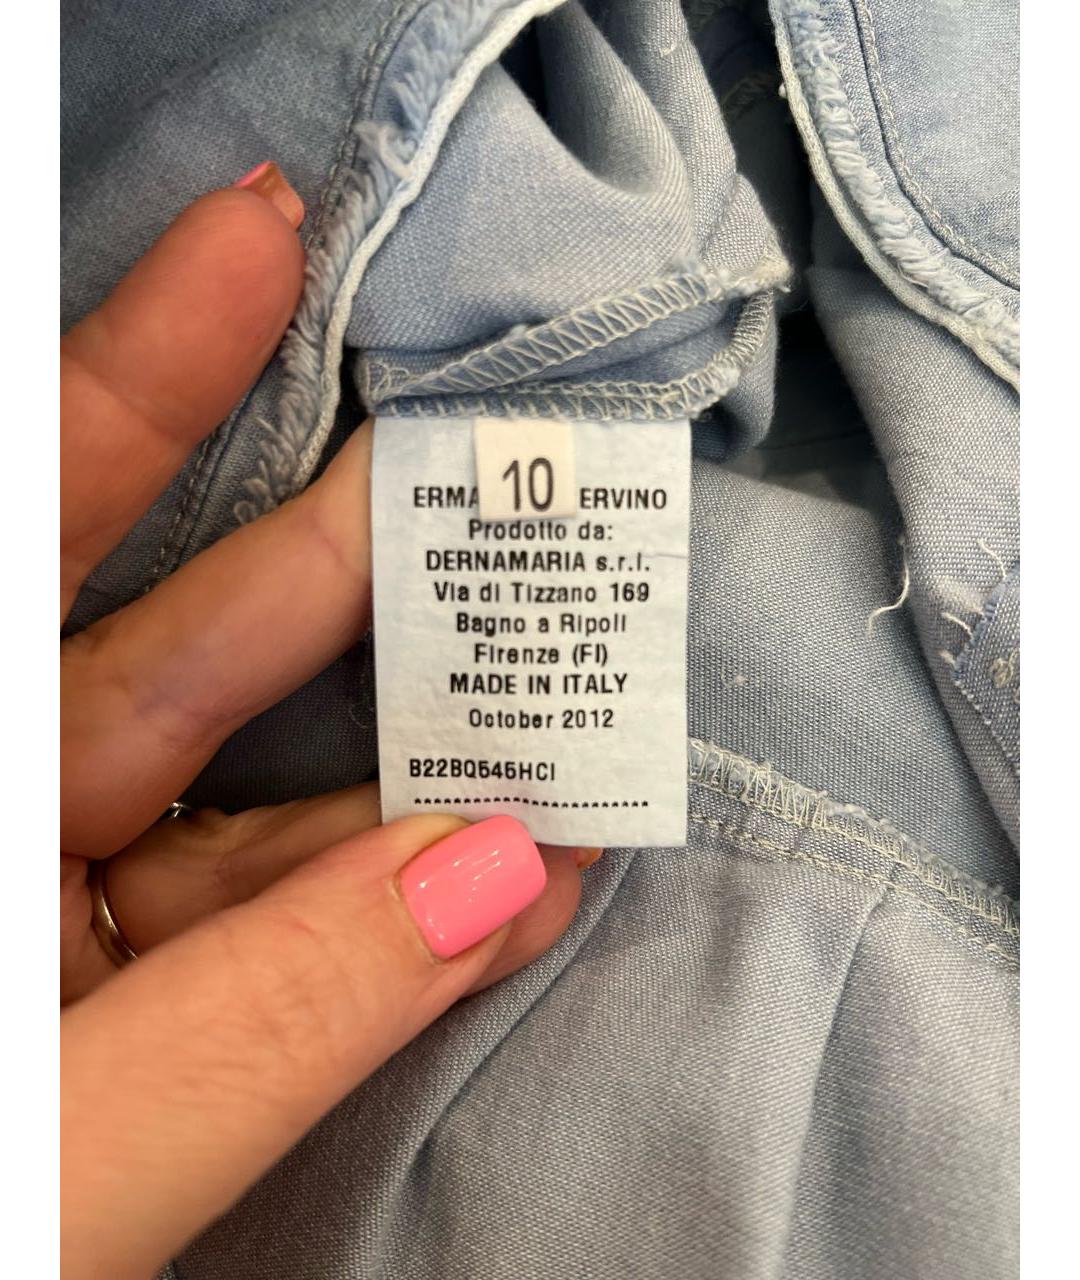 10
ERMA ERVINO
Prodotto da:
DERNAMARIA s.r.l.
Via di Tizzano 169
Bagno a Ripoli
Firenze (FI)
MADE IN ITALY
October 2012
B22BQ545HCI